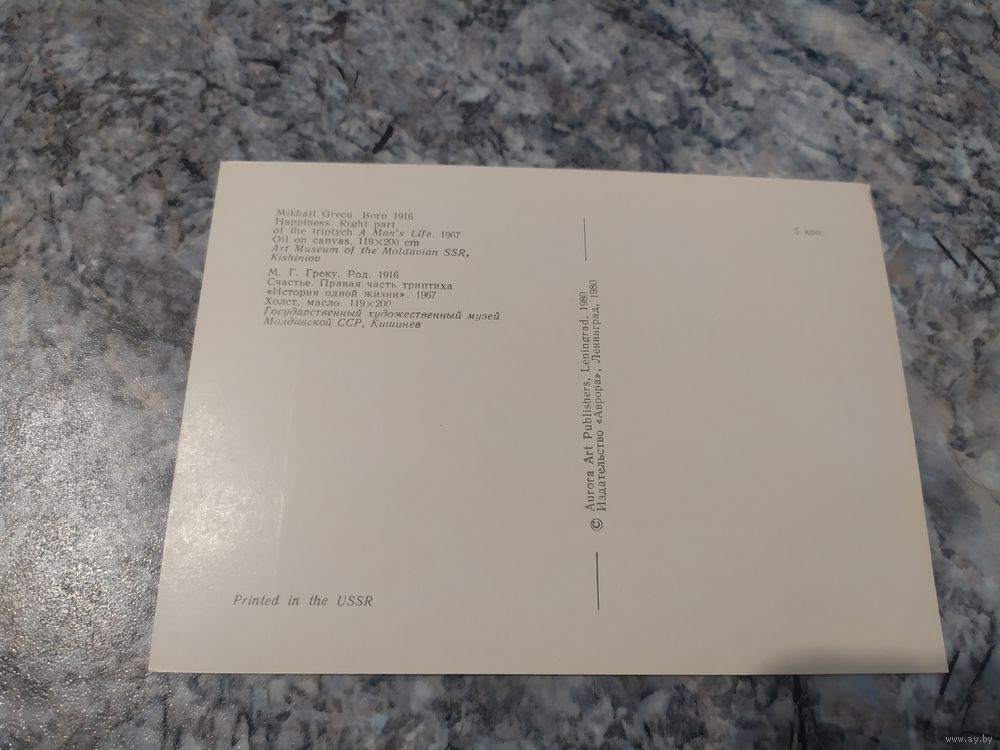 Mikhail Grecu. Born 1916
Happiness. Right part
of the triptych A Man's Life. 1967
Oil on canvas. 119×200 cm
Art Museum of the Moldavian SSR,
Kishiniov
М. Г. Греку. Род. 1916
Счастье. Правая часть триптиха
«История одной жизни». 1967
Холст, масло. 119×200
Государственный художественный музей
Молдавской ССР, Кишинев
Printed in the USSR
© Aurora Art Publishers, Leningrad, 1980
Издательство «Аврора», Ленинград, 1980
5 коп.
www.ay.by